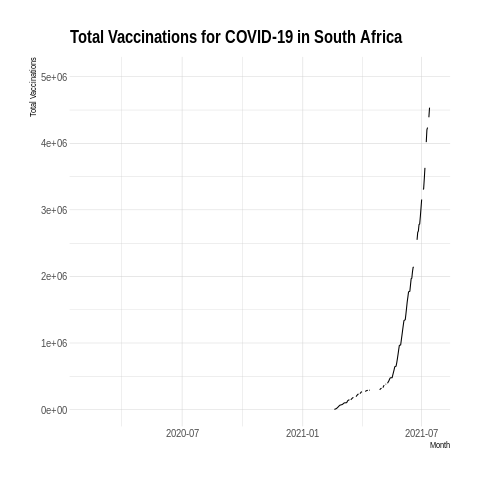 Total Vaccinations for COVID-19 in South Africa
Total Vaccinations
5e+06
4e+06
3e+06
2e+06
1e+06
0e+00
2020-07 2021-01 2021-07
Month